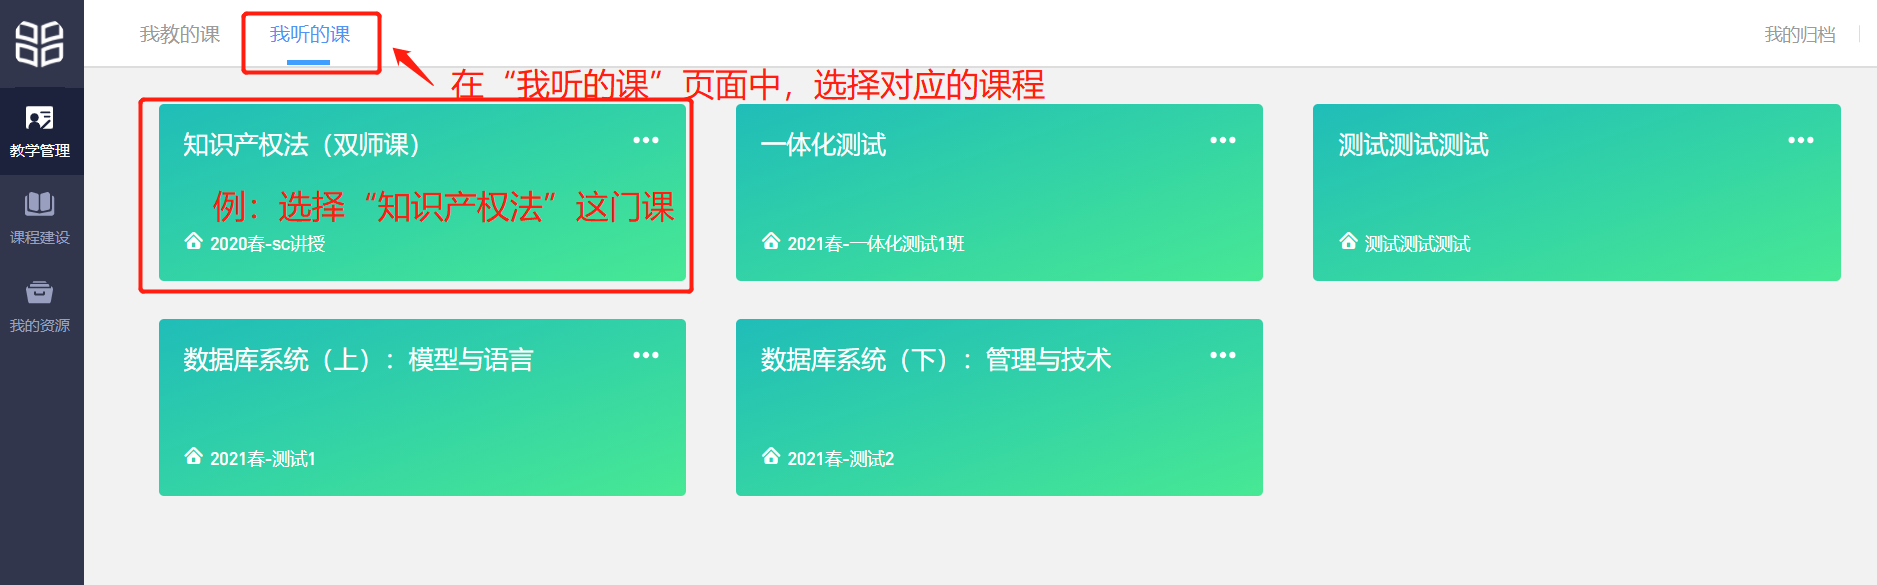 我教的课
我听的课
我的归档
在“我听的课”页面中，选择对应的课程
教学管理
课程建设
我的资源
知识产权法（双师课）
例：选择“知识产权法”这门课
2020春-sc讲授
一体化测试
2021春-一体化测试1班
测试测试测试
测试测试测试
数据库系统（上）：模型与语言
2021春-测试1
数据库系统（下）：管理与技术
2021春-测试2